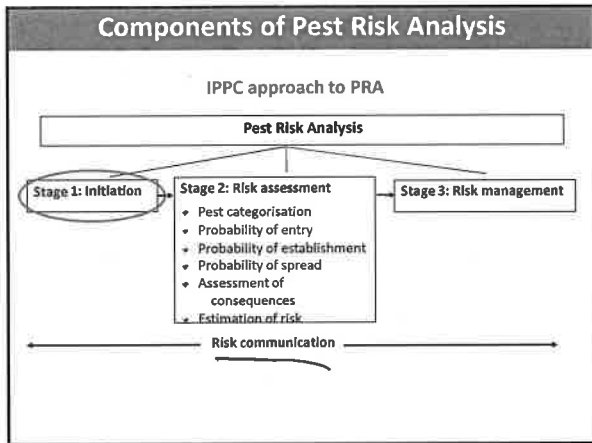 Components of Pest Risk Analysis
IPPC approach to PRA
Pest Risk Analysis
Stage 1: Initiation
Stage 2: Risk assessment
Pest categorisation
Probability of entry
Probability of establishment
Probability of spread
Assessment of
consequences
Estimation of risk
Stage 3: Risk management
Risk communication